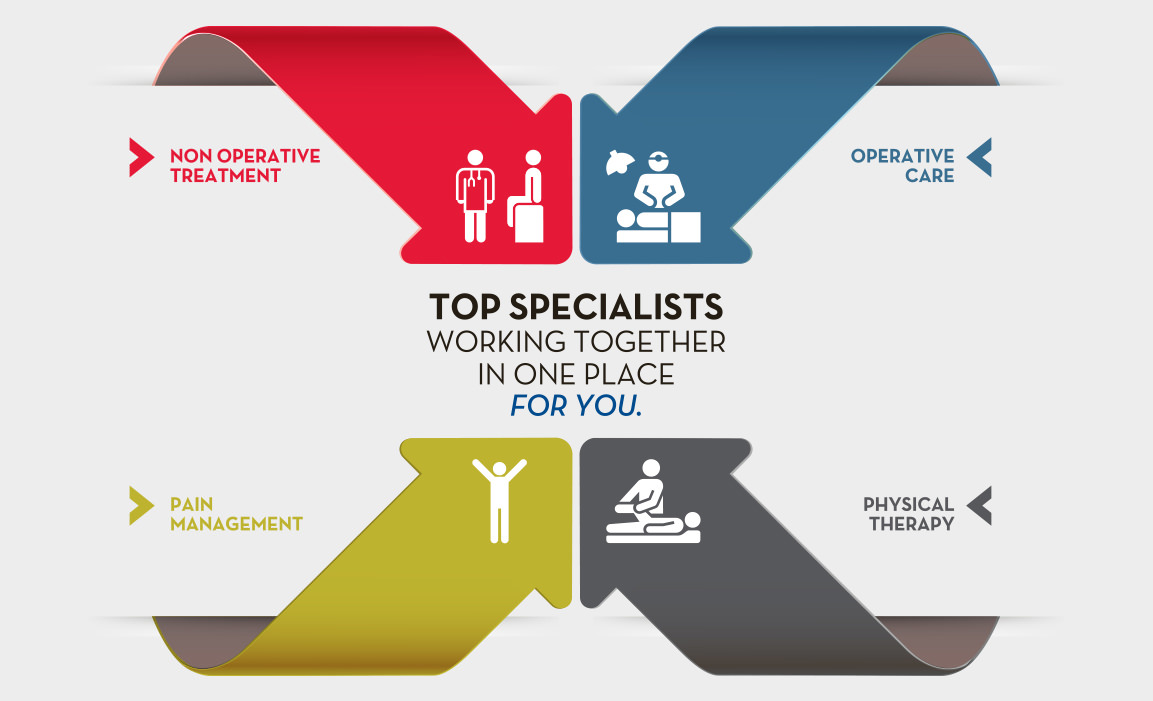 NON OPERATIVE
TREATMENT
OPERATIVE
CARE
TOP SPECIALISTS
WORKING TOGETHER
IN ONE PLACE
FOR YOU.
PAIN
MANAGEMENT
PHYSICAL
THERAPY